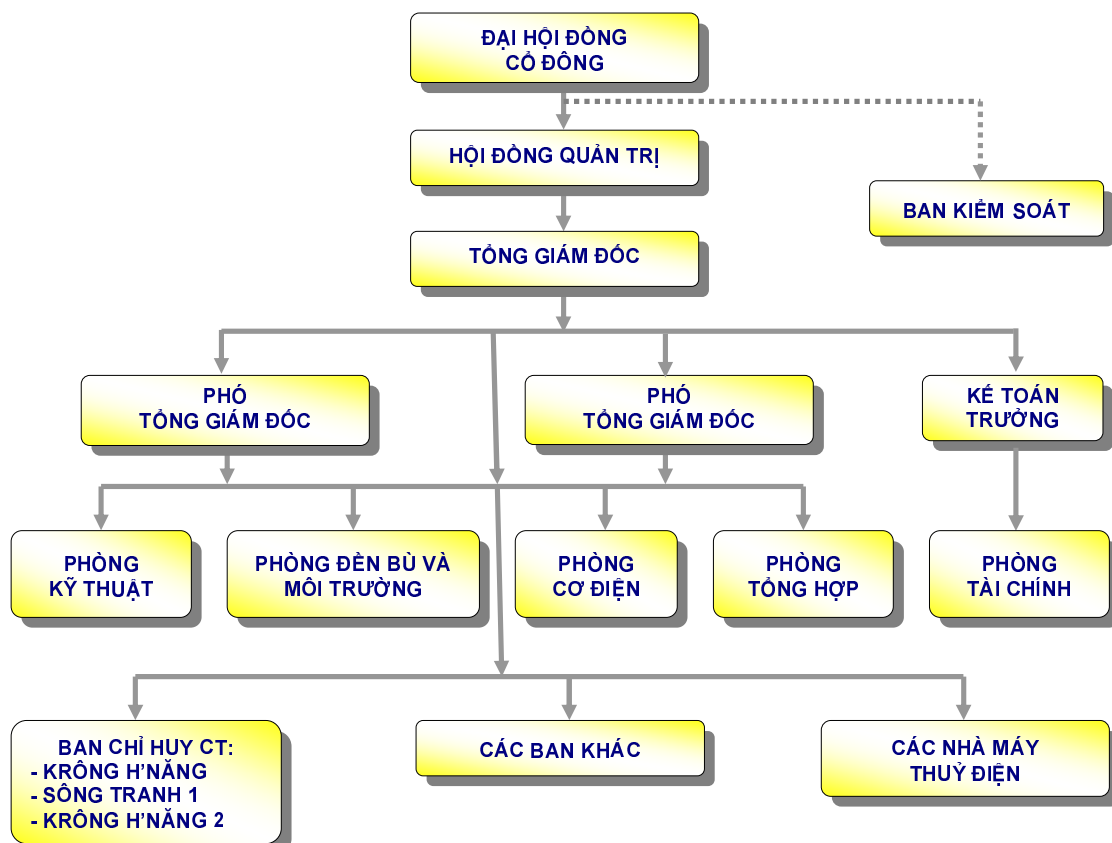 ĐẠI HỘI ĐỒNG
CỔ ĐÔNG
HỘI ĐỒNG QUẢN TRỊ
BAN KIỂM SOÁT
TỔNG GIÁM ĐỐC
PHÓ
TỔNG GIÁM ĐỐC
PHÓ
TỔNG GIÁM ĐỐC
KẾ TOÁN
TRƯỞNG
PHÒNG
KỸ THUẬT
PHÒNG ĐỀN BÙ VÀ
MÔI TRƯỜNG
PHÒNG
CƠ ĐIỆN
PHÒNG
TỔNG HỢP
PHÒNG
TÀI CHÍNH
BAN CHỈ HUY CT:
- KRÔNG H'NĂNG
- SÔNG TRANH 1
- KRÔNG H'NĂNG 2
CÁC BAN KHÁC
CÁC NHÀ MÁY
THUỶ ĐIỆN